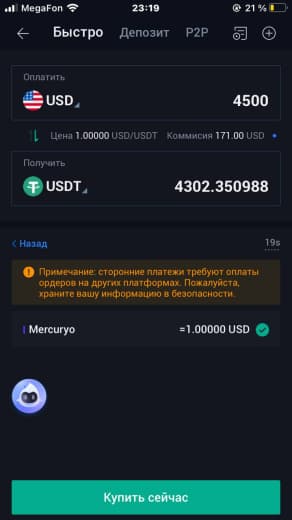 MegaFon 23:19 21 %
Быстро Депозит P2P
Оплатить
USD 4500
Цена 1.00000 USD/USDT Коммисия 171.00 USD
Получить
USDT 4302.350988
Назад 19s
Примечание: сторонние платежи требуют оплаты
ордеров на других платформах. Пожалуйста,
храните вашу информацию в безопасности.
Mercuryo ≈1.00000 USD
Купить сейчас